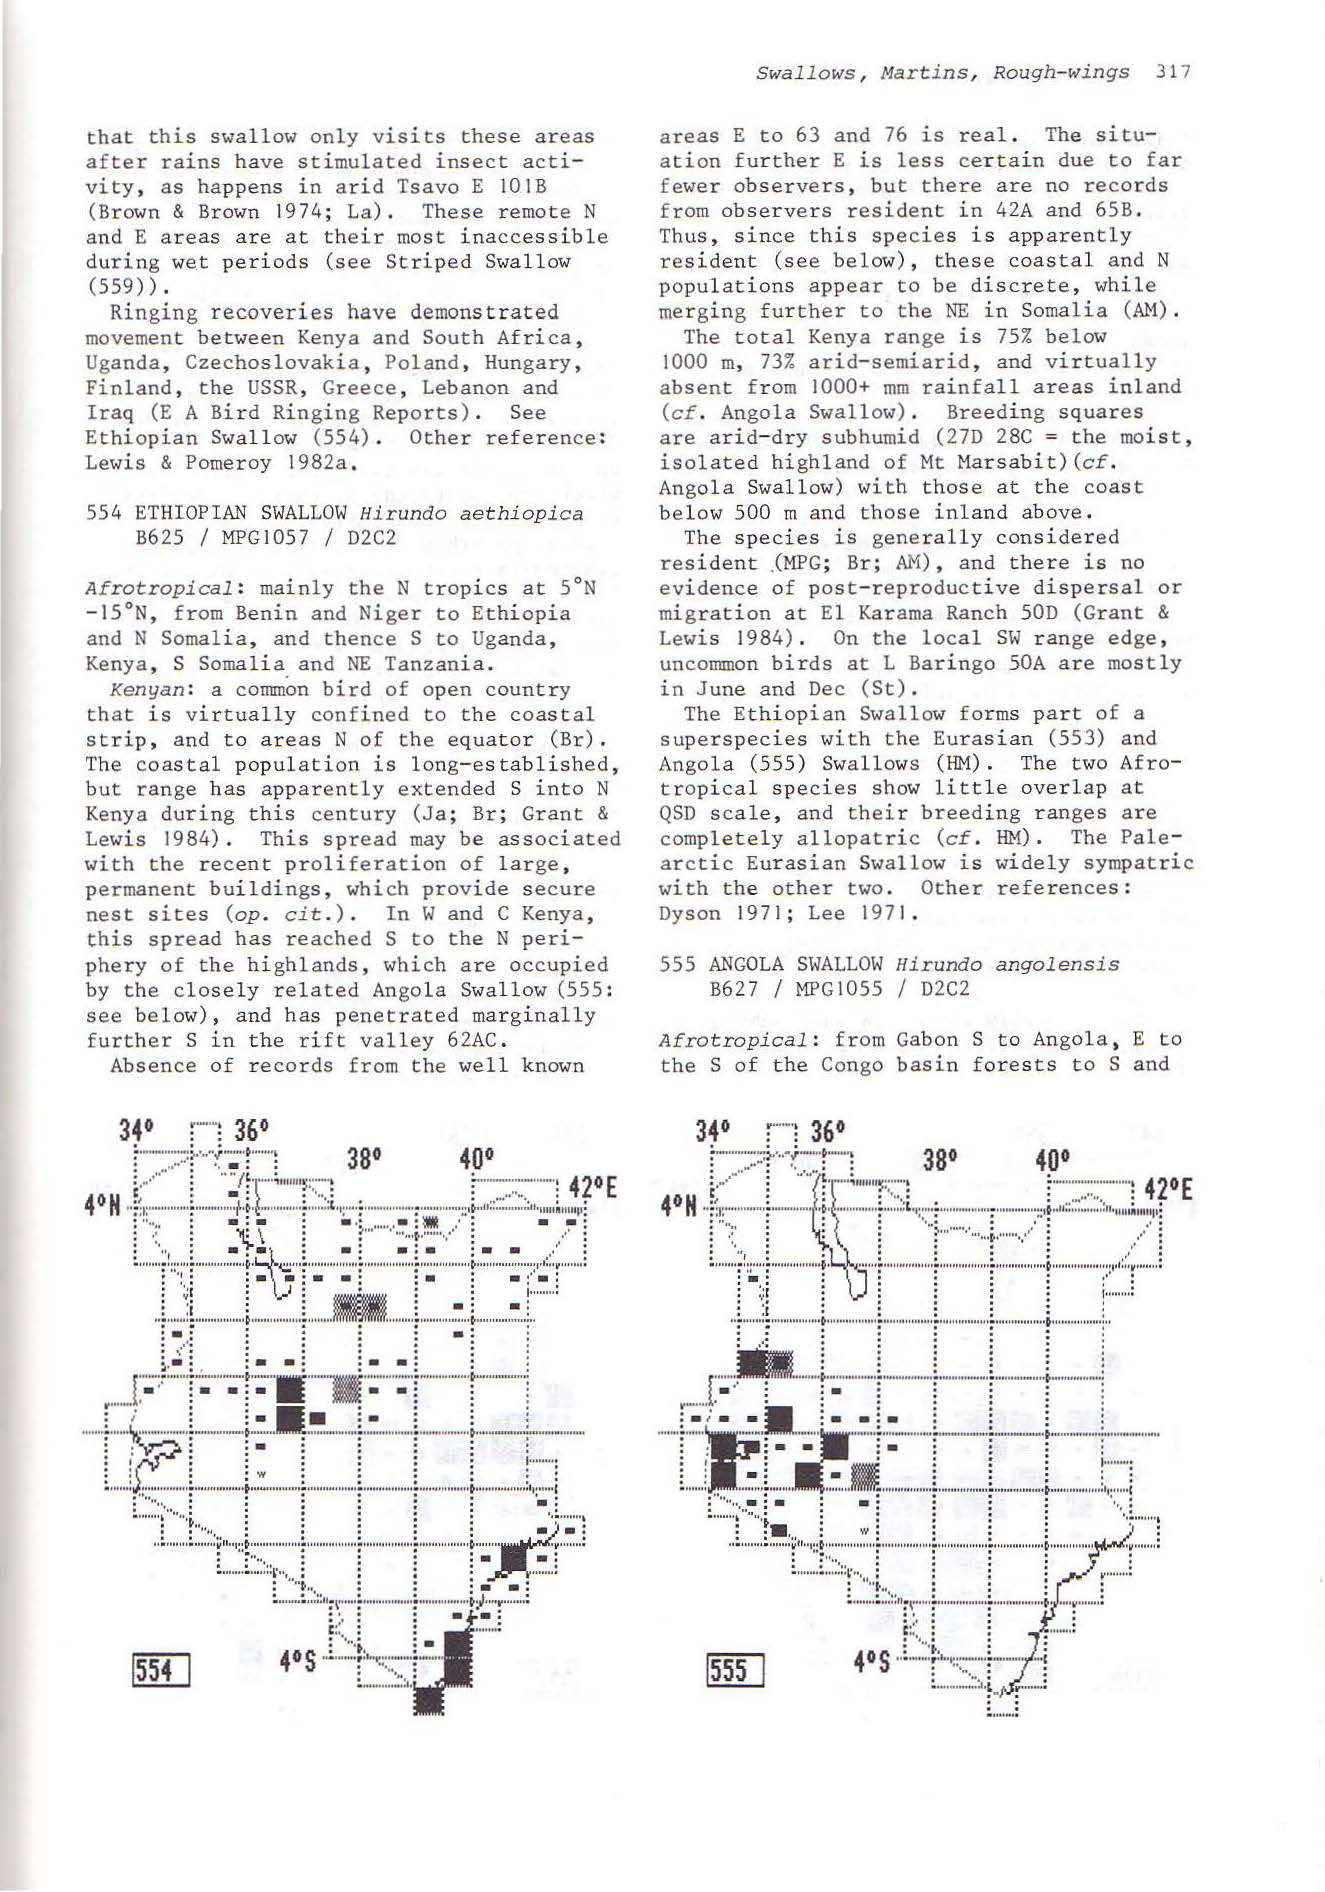 Swallows, Martins, Rough-wings 317
that this swallow only visits these areas
after rains have stimulated insect acti-
vity, as happens in arid Tsavo E 101B
(Brown & Brown 1974; La). These remote N
and E areas are at their most inaccessible
during wet periods (see Striped Swallow
(559)).
Ringing recoveries have demonstrated
movement between Kenya and South Africa,
Uganda, Czechoslovakia, Poland, Hungary,
Finland, the USSR, Greece, Lebanon and
Iraq (E A Bird Ringing Reports). See
Ethiopian Swallow (554). Other reference:
Lewis & Pomeroy 1982a.
554 ETHIOPIAN SWALLOW Hirundo aethiopica
B625 / MPG1057 / D2C2
Afrotropical: mainly the N tropics at 5°N
-15°N, from Benin and Niger to Ethiopia
and N Somalia, and thence S to Uganda,
Kenya, S Somalia and NE Tanzania.
Kenyan: a common bird of open country
that is virtually confined to the coastal
strip, and to areas N of the equator (Br).
The coastal population is long-established,
but range has apparently extended S into N
Kenya during this century (Ja; Br; Grant &
Lewis 1984). This spread may be associated
with the recent proliferation of large,
permanent buildings, which provide secure
nest sites (op. cit.). In W and C Kenya,
this spread has reached S to the N peri-
phery of the highlands, which are occupied
by the closely related Angola Swallow (555:
see below), and has penetrated marginally
further S in the rift valley 62AC.
Absence of records from the well known
areas E to 63 and 76 is real. The situ-
ation further E is less certain due to far
fewer observers, but there are no records
from observers resident in 42A and 65B.
Thus, since this species is apparently
resident (see below), these coastal and N
populations appear to be discrete, while
merging further to the NE in Somalia (AM).
The total Kenya range is 75% below
1000 m, 73% arid-semiarid, and virtually
absent from 1000+ mm rainfall areas inland
(cf. Angola Swallow). Breeding squares
are arid-dry subhumid (27D 28C = the moist,
isolated highland of Mt Marsabit)(cf.
Angola Swallow) with those at the coast
below 500 m and those inland above.
The species is generally considered
resident (MPG; Br; AM), and there is no
evidence of post-reproductive dispersal or
migration at El Karama Ranch 50D (Grant &
Lewis 1984). On the local SW range edge,
uncommon birds at L Baringo 50A are mostly
in June and Dec (St).
The Ethiopian Swallow forms part of a
superspecies with the Eurasian (553) and
Angola (555) Swallows (HM). The two Afro-
tropical species show little overlap at
QSD scale, and their breeding ranges are
completely allopatric (cf. HM). The Pale-
arctic Eurasian Swallow is widely sympatric
with the other two. Other references:
Dyson 1971; Lee 1971.
555 ANGOLA SWALLOW Hirundo angolensis
B627 / MPG1055 / D2C2
Afrotropical: from Gabon S to Angola, E to
the S of the Congo basin forests to S and
34° 36°
38° 40°
42°E
4°N
w
4°S
554
34° 36°
38° 40°
42°E
4°N
w
4°S
555